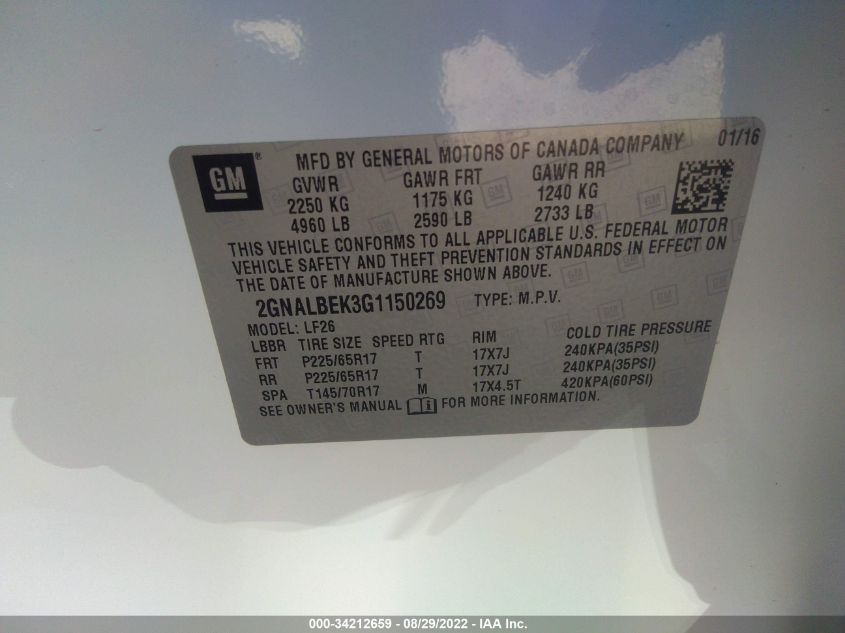 GM ® MFD BY GENERAL MOTORS OF CANADA COMPANY 01/16
GVWR GAWR FRT GAWR RR
2250 KG 1175 KG 1240 KG
4960 LB 2590 LB 2733 LB
THIS VEHICLE CONFORMS TO ALL APPLICABLE U.S. FEDERAL MOTOR
VEHICLE SAFETY AND THEFT PREVENTION STANDARDS IN EFFECT ON
THE DATE OF MANUFACTURE SHOWN ABOVE.
2GNALBEK3G1150269 TYPE: M.P.V.
MODEL: LF26
LBBR TIRE SIZE SPEED RTG RIM COLD TIRE PRESSURE
FRT P225/65R17 T 17X7J 240KPA(35PSI)
RR P225/65R17 T 17X7J 240KPA(35PSI)
SPA T145/70R17 M 17X4.5T 420KPA(60PSI)
SEE OWNER'S MANUAL i FOR MORE INFORMATION.
000-34212659 - 08/29/2022 - IAA Inc.